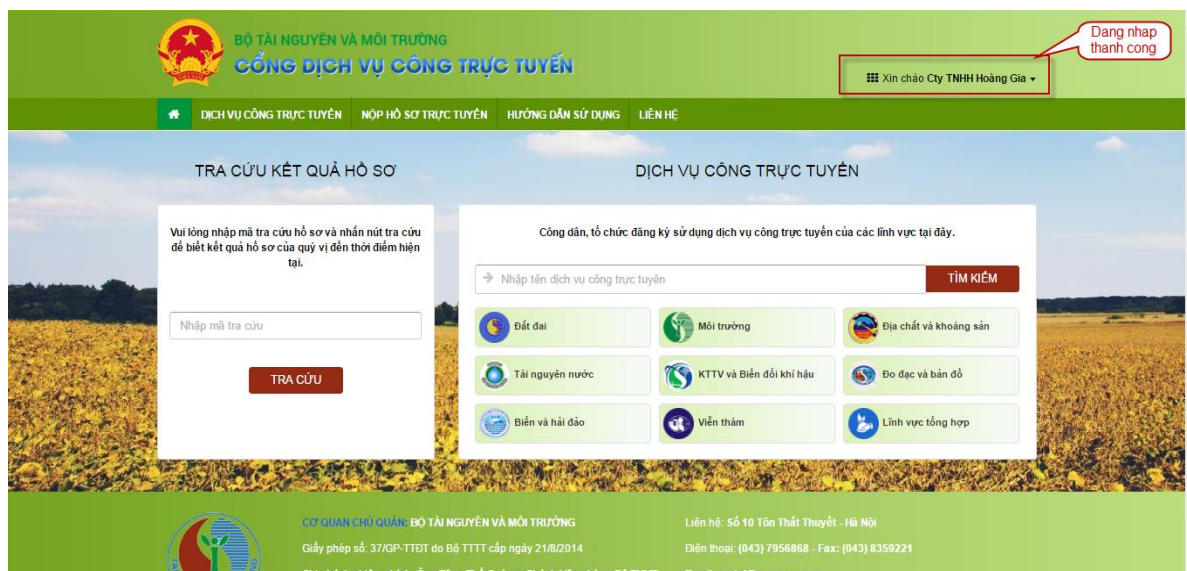 BỘ TÀI NGUYÊN VÀ MÔI TRƯỜNG
CỔNG DỊCH VỤ CÔNG TRỰC TUYẾN
Dang nhap
thanh cong
Xin chào Cty TNHH Hoàng Gia
DỊCH VỤ CÔNG TRỰC TUYẾN NỘP HỒ SƠ TRỰC TUYẾN HƯỚNG DẪN SỬ DỤNG LIÊN HỆ
TRA CỨU KẾT QUẢ HỒ SƠ
Vui lòng nhập mã tra cứu hồ sơ và nhấn nút tra cứu
để biết kết quả hồ sơ của quý vị đến thời điểm hiện
tại.
Nhập mã tra cứu
TRA CỨU
DỊCH VỤ CÔNG TRỰC TUYẾN
Công dân, tổ chức đăng ký sử dụng dịch vụ công trực tuyến của các lĩnh vực tại đây.
Nhập tên dịch vụ công trực tuyến
TÌM KIẾM
Đất đai
Môi trường
Địa chất và khoáng sản
Tài nguyên nước
KTTV và Biến đổi khí hậu
Đo đạc và bản đồ
Biển và hải đảo
Viễn thám
Lĩnh vực tổng hợp
CƠ QUAN CHỦ QUẢN: BỘ TÀI NGUYÊN VÀ MÔI TRƯỜNG
Giấy phép số: 37/GP-TTĐT do Bộ TTTT cấp ngày 21/8/2014
Liên hệ: Số 10 Tôn Thất Thuyết - Hà Nội
Điện thoại: (043) 7956868 - Fax: (043) 8359221